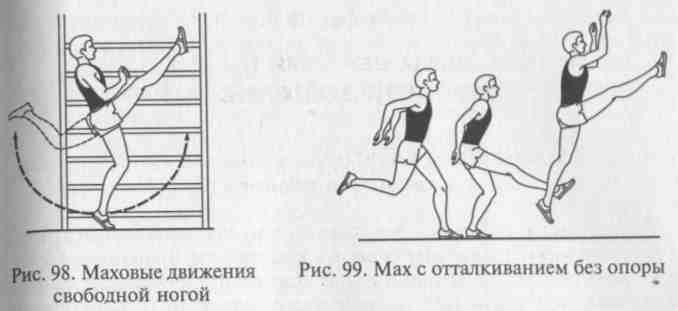 Рис. 98. Маховые движения
свободной ногой
Рис. 99. Мах с отталкиванием без опоры